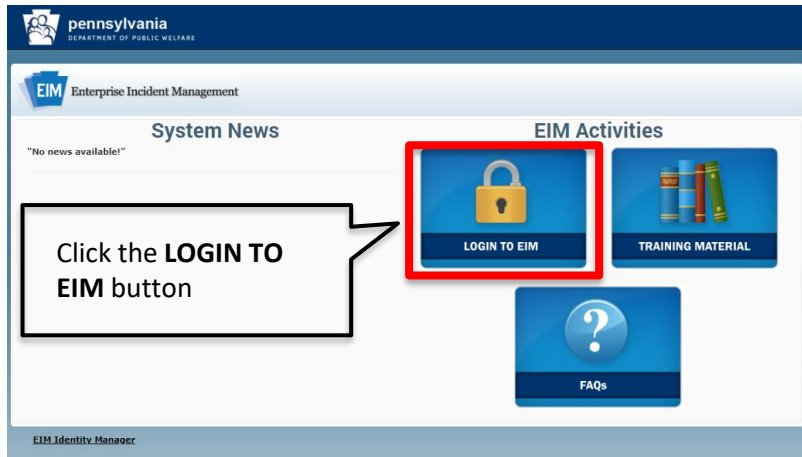 pennsylvania
DEPARTMENT OF PUBLIC WELFARE
EIM Enterprise Incident Management
System News
"No news available!"
EIM Activities
LOGIN TO EIM
TRAINING MATERIAL
Click the LOGIN TO
EIM button
?
FAQs
EIM Identity Manager